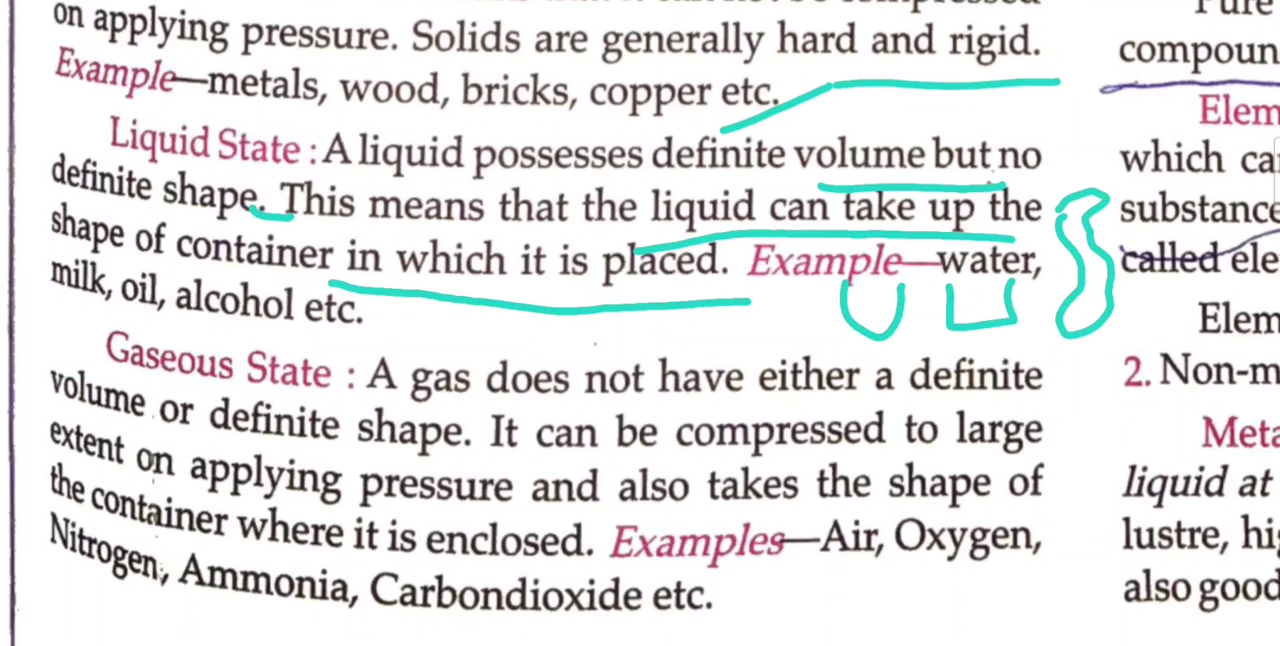 on applying pressure. Solids are generally hard and rigid.
Example—metals, wood, bricks, copper etc.
Liquid State : A liquid possesses definite volume but no
definite shape. This means that the liquid can take up the
shape of container in which it is placed. Example—water,
milk, oil, alcohol etc.
Gaseous State : A gas does not have either a definite
volume or definite shape. It can be compressed to large
extent on applying pressure and also takes the shape of
the container where it is enclosed. Examples—Air, Oxygen,
Nitrogen, Ammonia, Carbondioxide etc.
Pure
compoun
Elem
which ca
substance
called ele
Elem
2. Non-m
Meta
liquid at
lustre, hig
also good